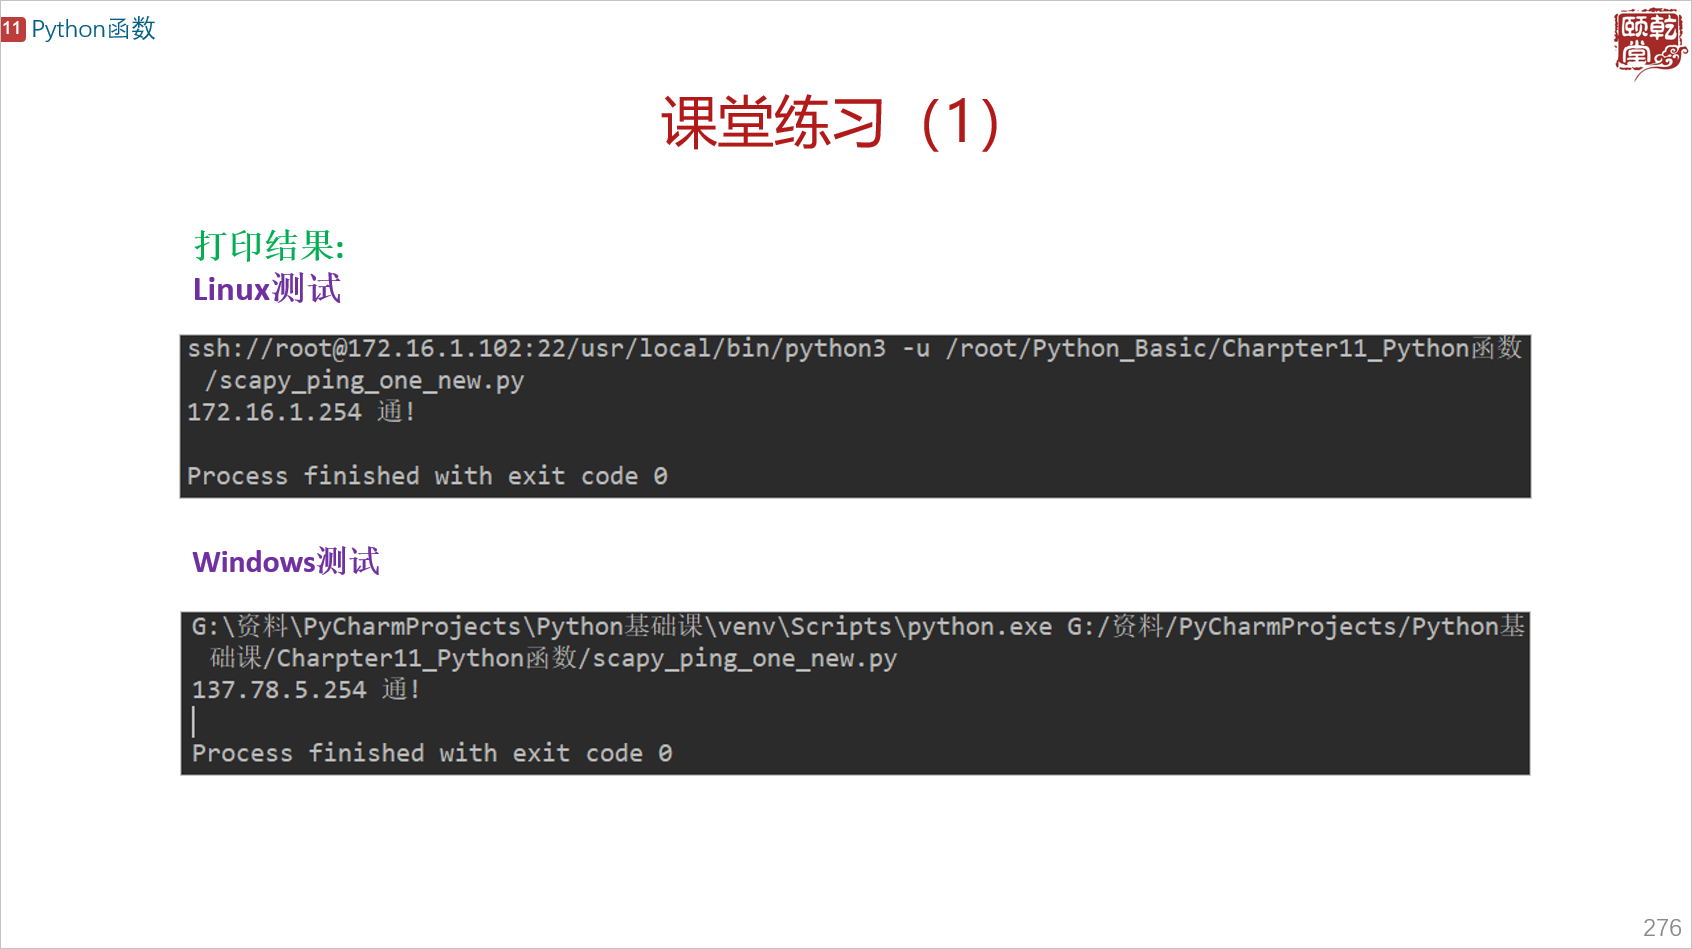 11 Python函数
颐乾堂
课堂练习（1）
打印结果:
Linux测试
ssh://root@172.16.1.102:22/usr/local/bin/python3 -u /root/Python_Basic/Charpter11_Python函数
/scapy_ping_one_new.py
172.16.1.254 通!
Process finished with exit code 0
Windows测试
G:\资料\PyCharmProjects\Python基础课\venv\Scripts\python.exe G:/资料/PyCharmProjects/Python基
础课/Charpter11_Python函数/scapy_ping_one_new.py
137.78.5.254 通!
Process finished with exit code 0
276